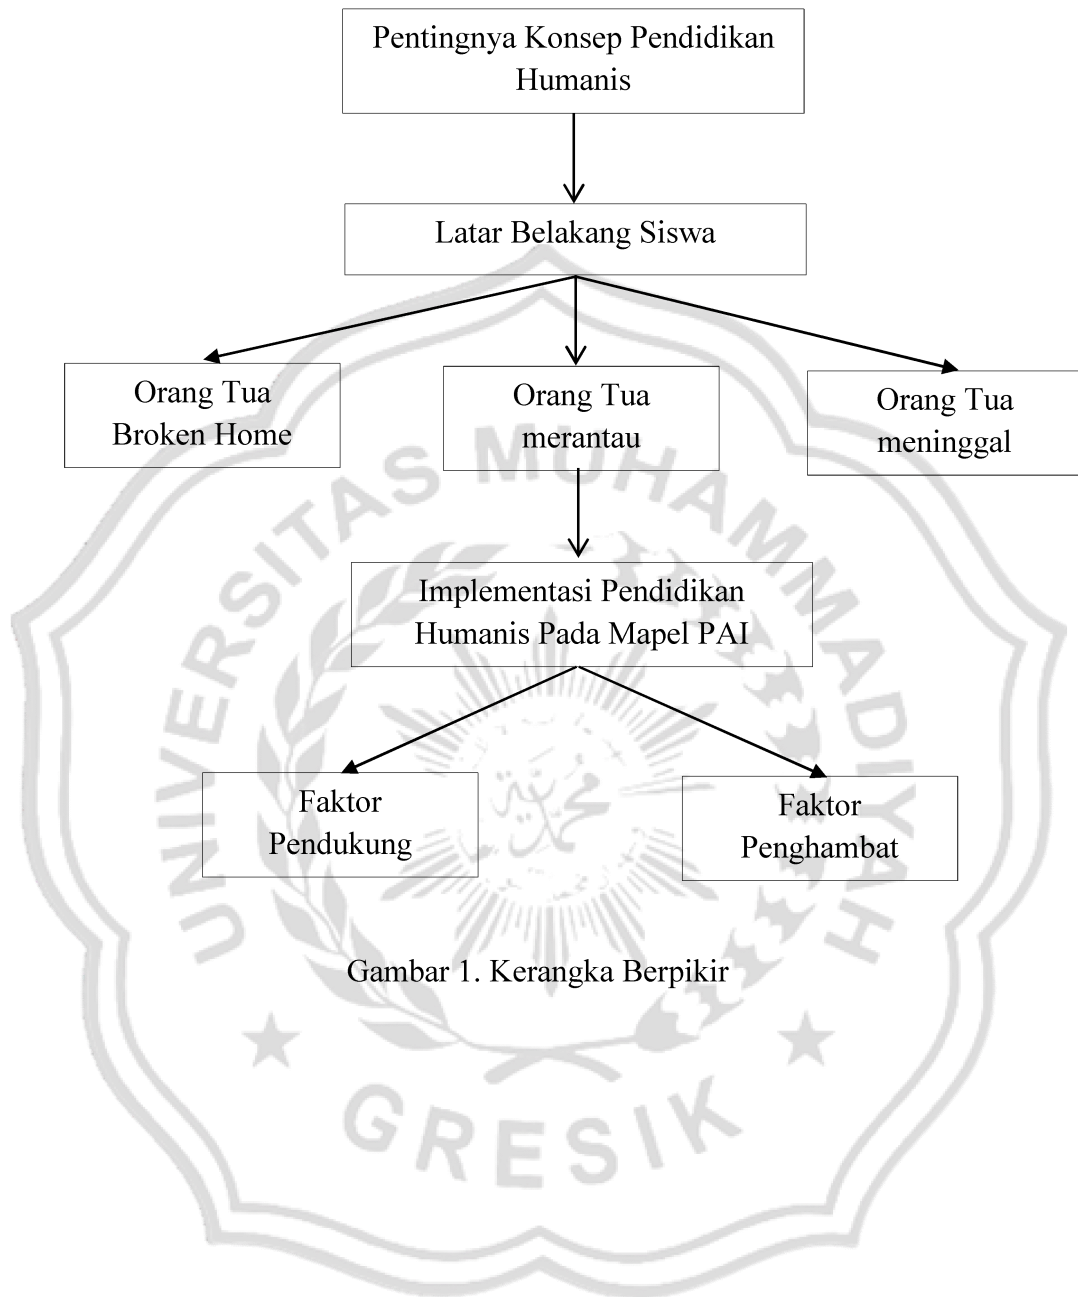 Pentingnya Konsep Pendidikan
Humanis
Latar Belakang Siswa
Orang Tua
Broken Home
Orang Tua
merantau
Orang Tua
meninggal
Implementasi Pendidikan
Humanis Pada Mapel PAI
Faktor
Pendukung
Faktor
Penghambat
Gambar 1. Kerangka Berpikir
UNIVERSITAS MUHAMMADIYAH
GRESIK